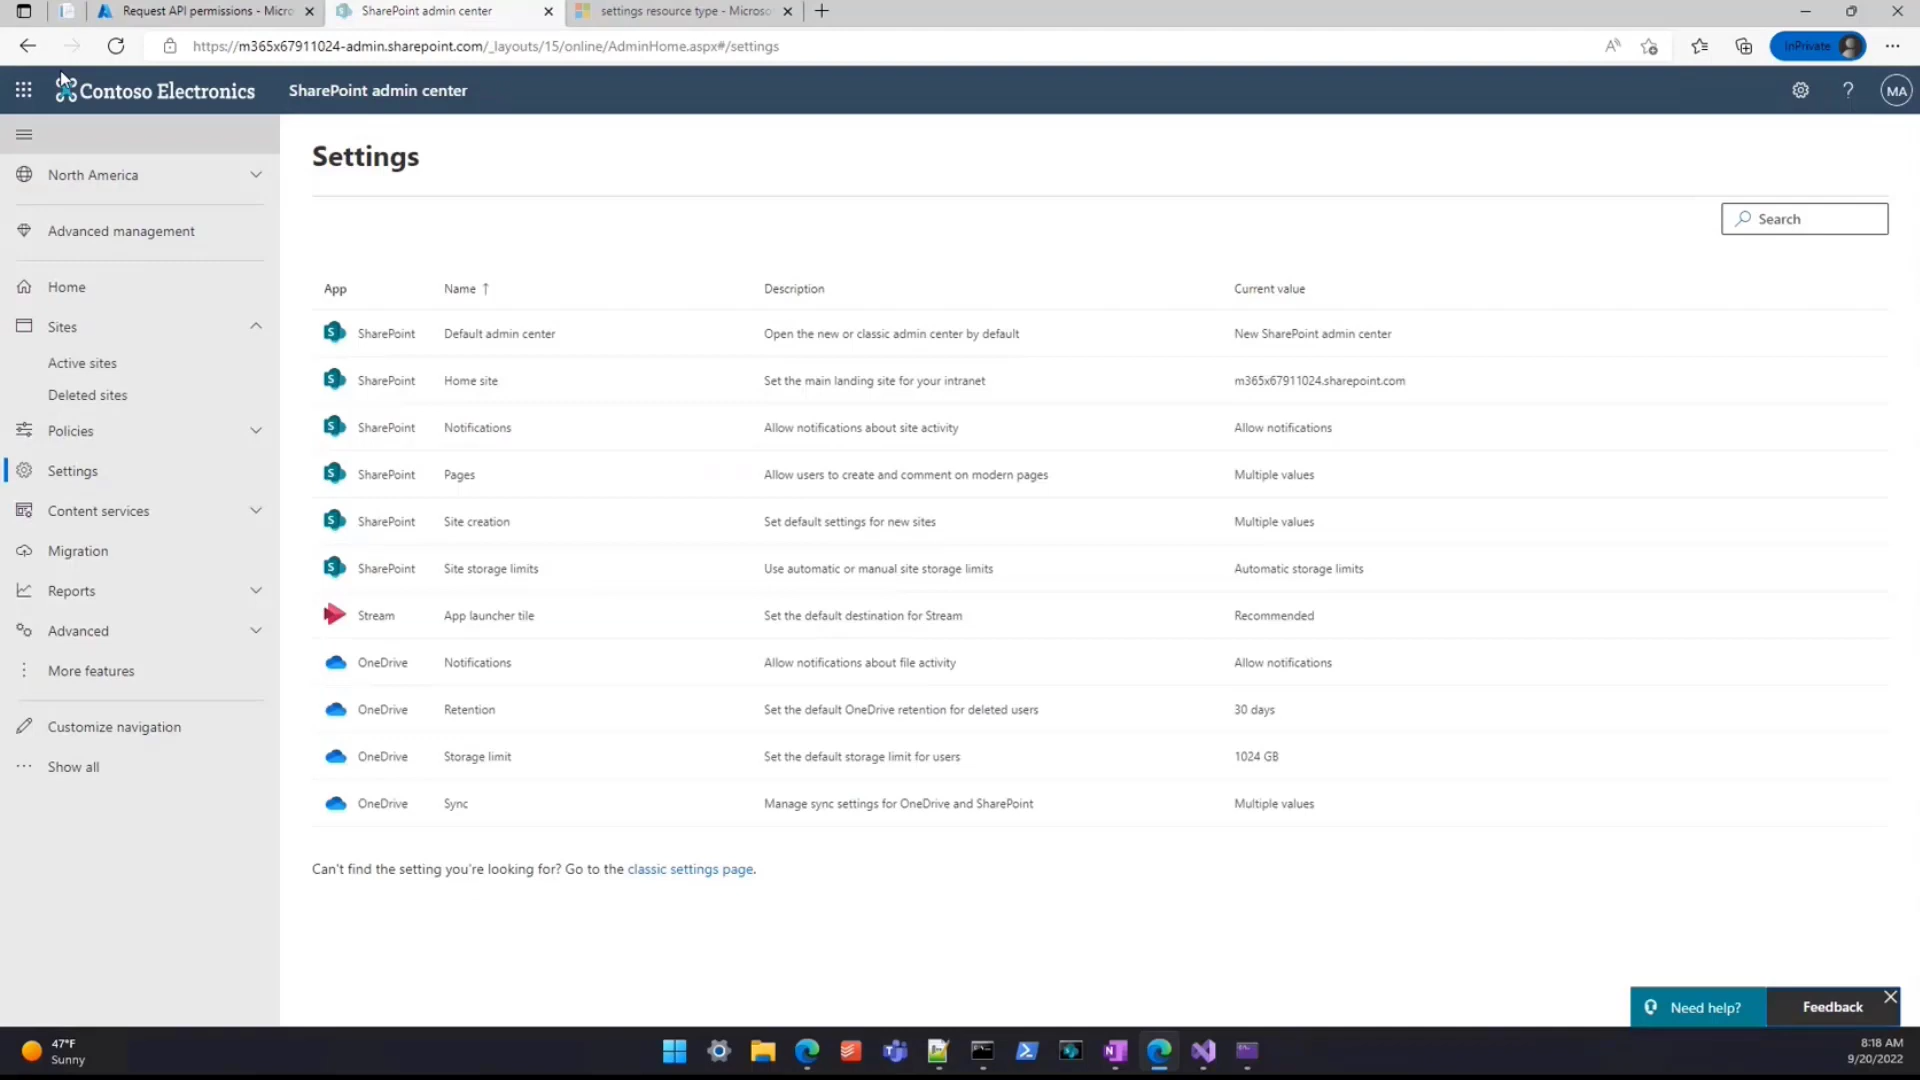 Request API permissions - Micro
SharePoint admin center
settings resource type - Microso
https://m365x67911024-admin.sharepoint.com/_layouts/15/online/AdminHome.aspx#/settings
InPrivate
Contoso Electronics
SharePoint admin center
MA
North America
Advanced management
Home
Sites
Active sites
Deleted sites
Policies
Settings
Content services
Migration
Reports
Advanced
More features
Customize navigation
Show all
Settings
Search
App Name ↑ Description Current value
SharePoint Default admin center Open the new or classic admin center by default New SharePoint admin center
SharePoint Home site Set the main landing site for your intranet m365x67911024.sharepoint.com
SharePoint Notifications Allow notifications about site activity Allow notifications
SharePoint Pages Allow users to create and comment on modern pages Multiple values
SharePoint Site creation Set default settings for new sites Multiple values
SharePoint Site storage limits Use automatic or manual site storage limits Automatic storage limits
Stream App launcher tile Set the default destination for Stream Recommended
OneDrive Notifications Allow notifications about file activity Allow notifications
OneDrive Retention Set the default OneDrive retention for deleted users 30 days
OneDrive Storage limit Set the default storage limit for users 1024 GB
OneDrive Sync Manage sync settings for OneDrive and SharePoint Multiple values
Can't find the setting you're looking for? Go to the classic settings page.
Need help?
Feedback
47°F
Sunny
8:18 AM
9/20/2022